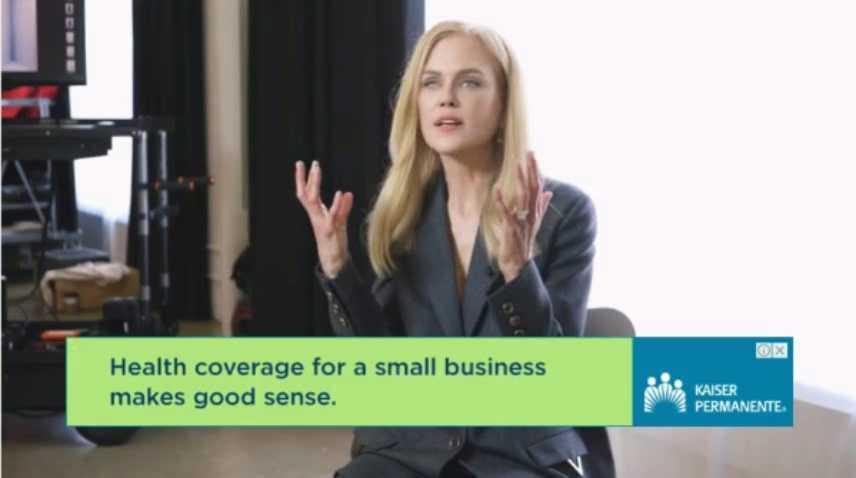 Health coverage for a small business
makes good sense.
KAISER
PERMANENTE®